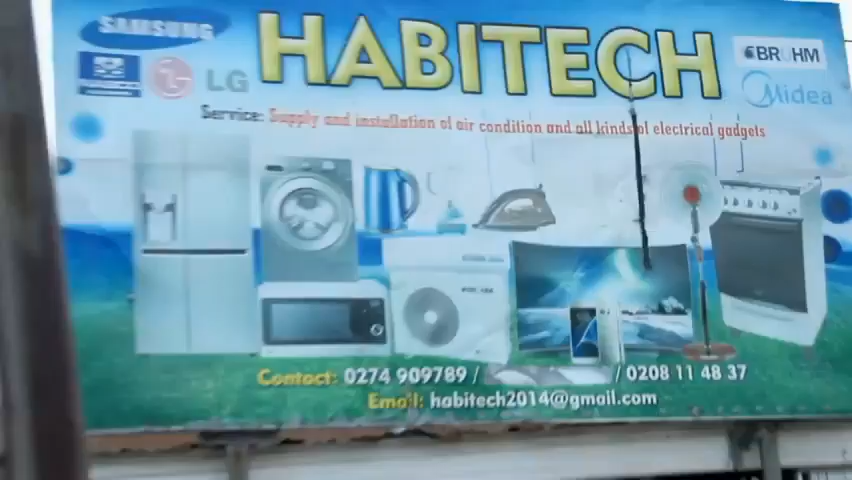 SAMSUNG
HABITECH
BRUHM
LG
Midea
Service: Supply and installation of air condition and all kinds of electrical gadgets
Contact: 0274 909789 / / 0208 11 48 37
Email: habitech2014@gmail.com